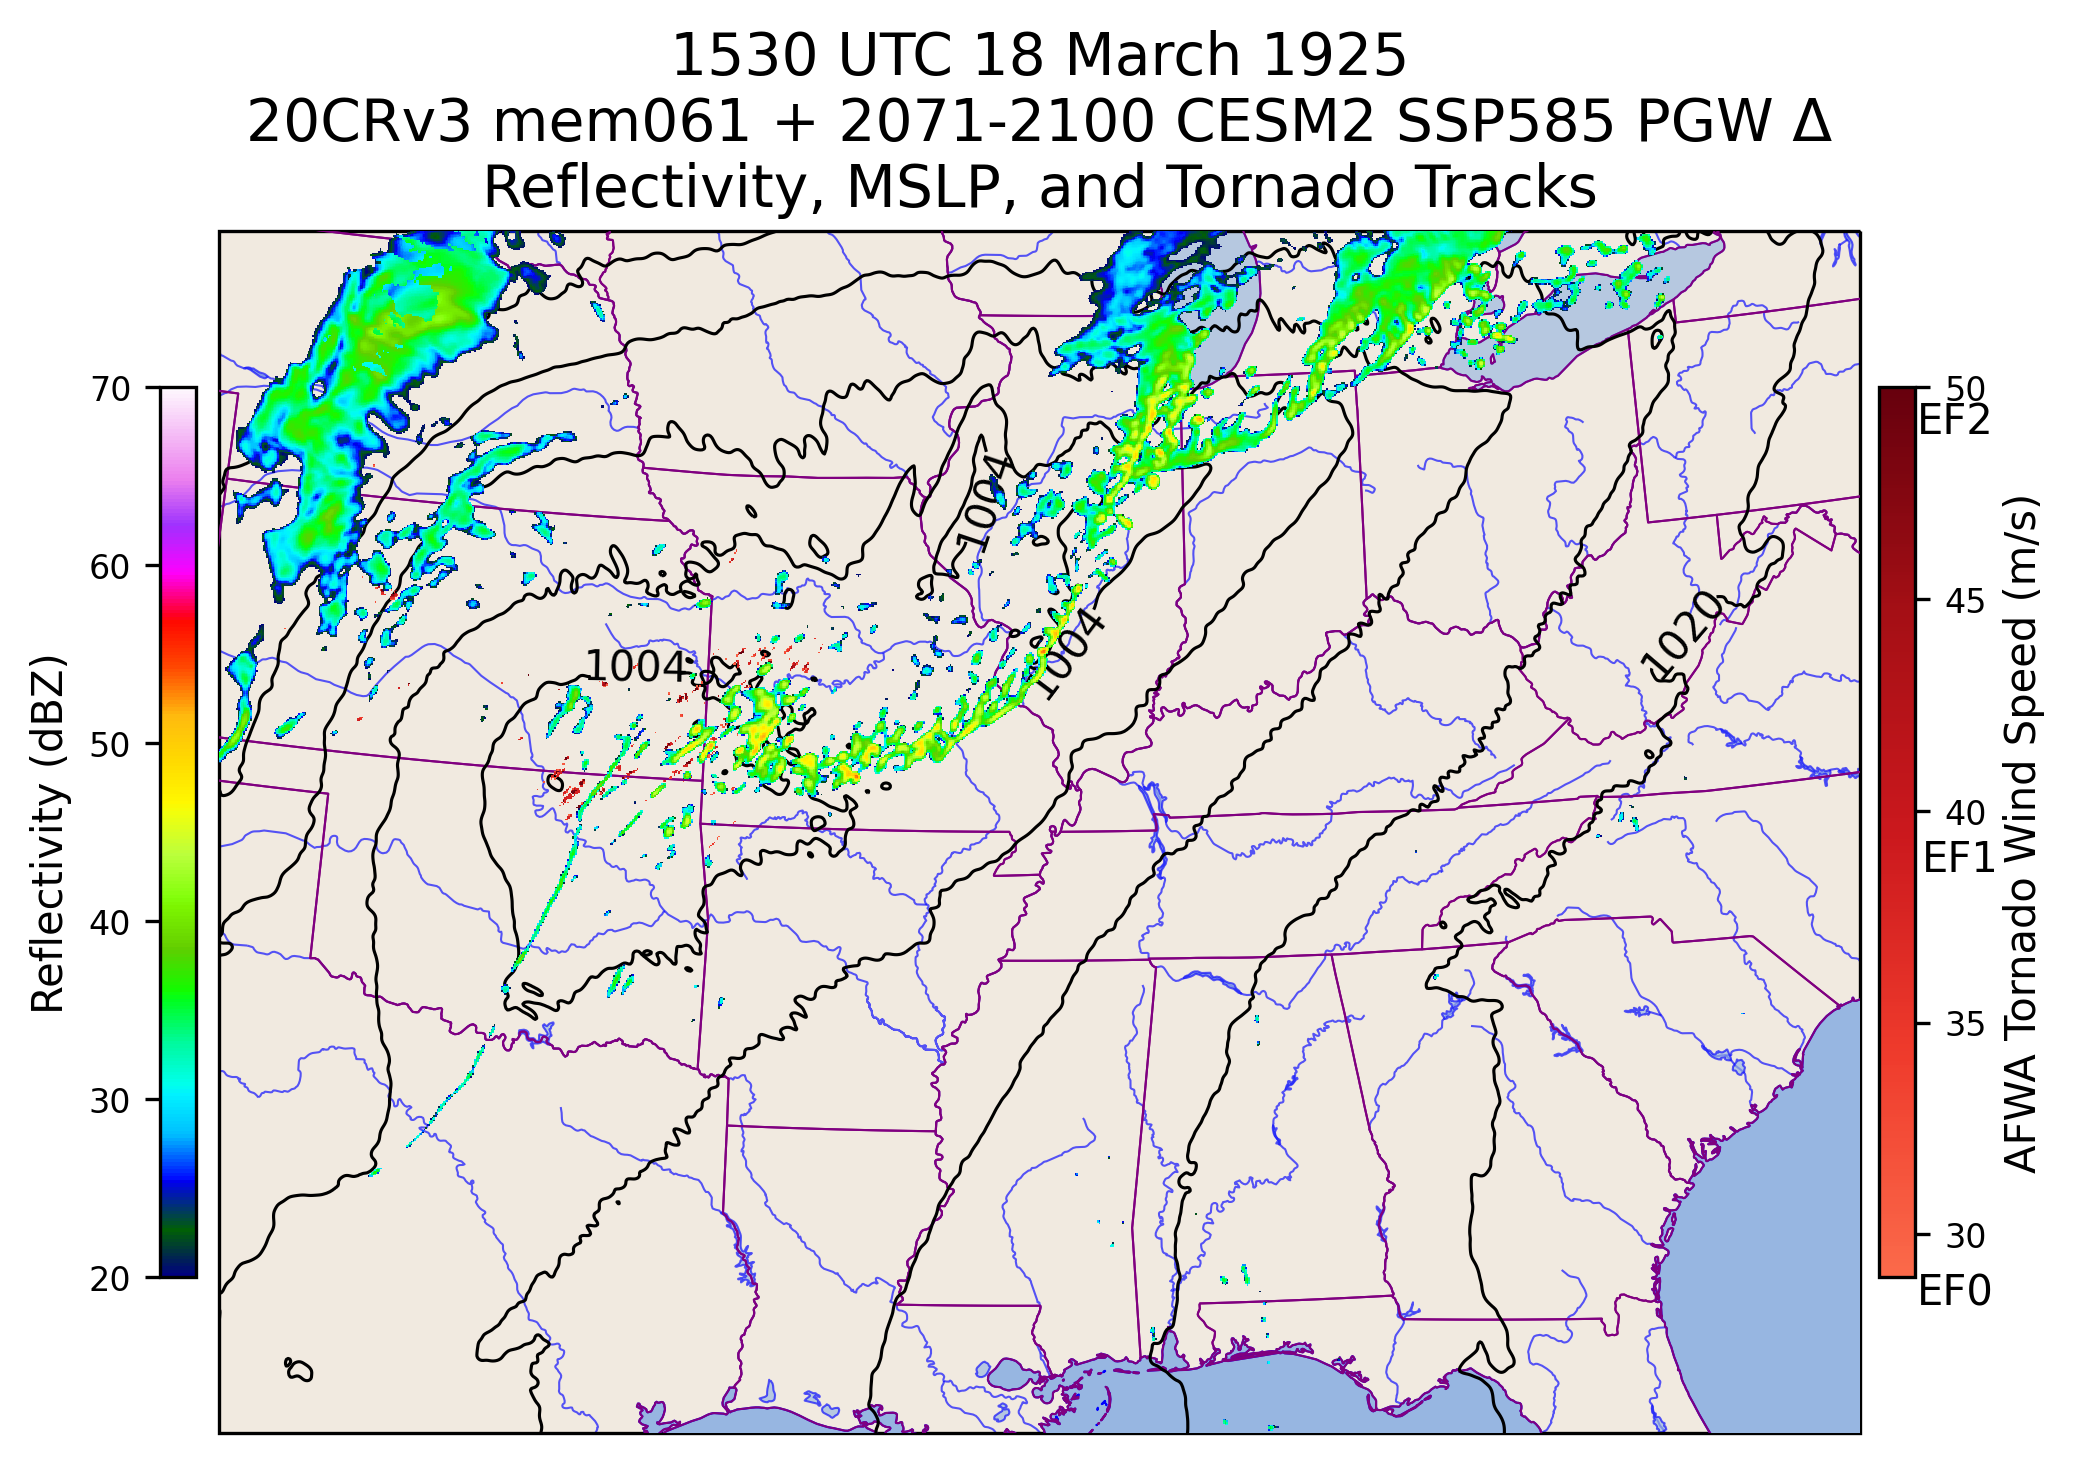 1530 UTC 18 March 1925
20CRv3 mem061 + 2071-2100 CESM2 SSP585 PGW Δ
Reflectivity, MSLP, and Tornado Tracks
70
60
50
40
30
20
Reflectivity (dBZ)
1004
1004
1004
1020
50
EF2
45
40
EF1
35
30
EF0
AFWA Tornado Wind Speed (m/s)